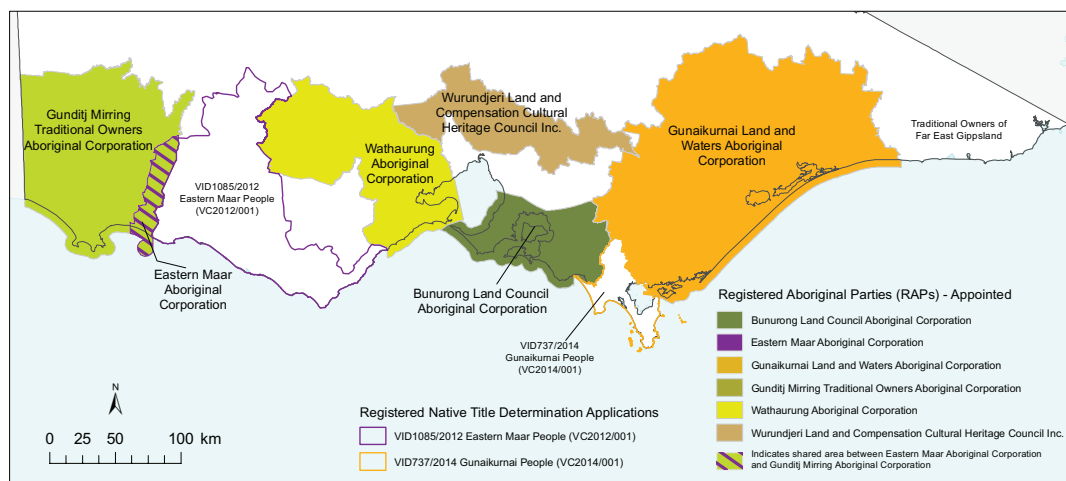 Gunditj Mirring
Traditional Owners
Aboriginal Corporation
VID1085/2012
Eastern Maar People
(VC2012/001)
Eastern Maar
Aboriginal
Corporation
Wathaurung
Aboriginal
Corporation
Wurundjeri Land and
Compensation Cultural
Heritage Council Inc.
Bunurong Land Council
Aboriginal Corporation
Gunaikurnai Land and
Waters Aboriginal
Corporation
Traditional Owners of
Far East Gippsland
VID737/2014
Gunaikurnai People
(VC2014/001)
N
0 25 50 100 km
Registered Native Title Determination Applications
VID1085/2012 Eastern Maar People (VC2012/001)
VID737/2014 Gunaikurnai People (VC2014/001)
Registered Aboriginal Parties (RAPs) - Appointed
Bunurong Land Council Aboriginal Corporation
Eastern Maar Aboriginal Corporation
Gunaikurnai Land and Waters Aboriginal Corporation
Gunditj Mirring Traditional Owners Aboriginal Corporation
Wathaurung Aboriginal Corporation
Wurundjeri Land and Compensation Cultural Heritage Council Inc.
Indicates shared area between Eastern Maar Aboriginal Corporation
and Gunditj Mirring Aboriginal Corporation